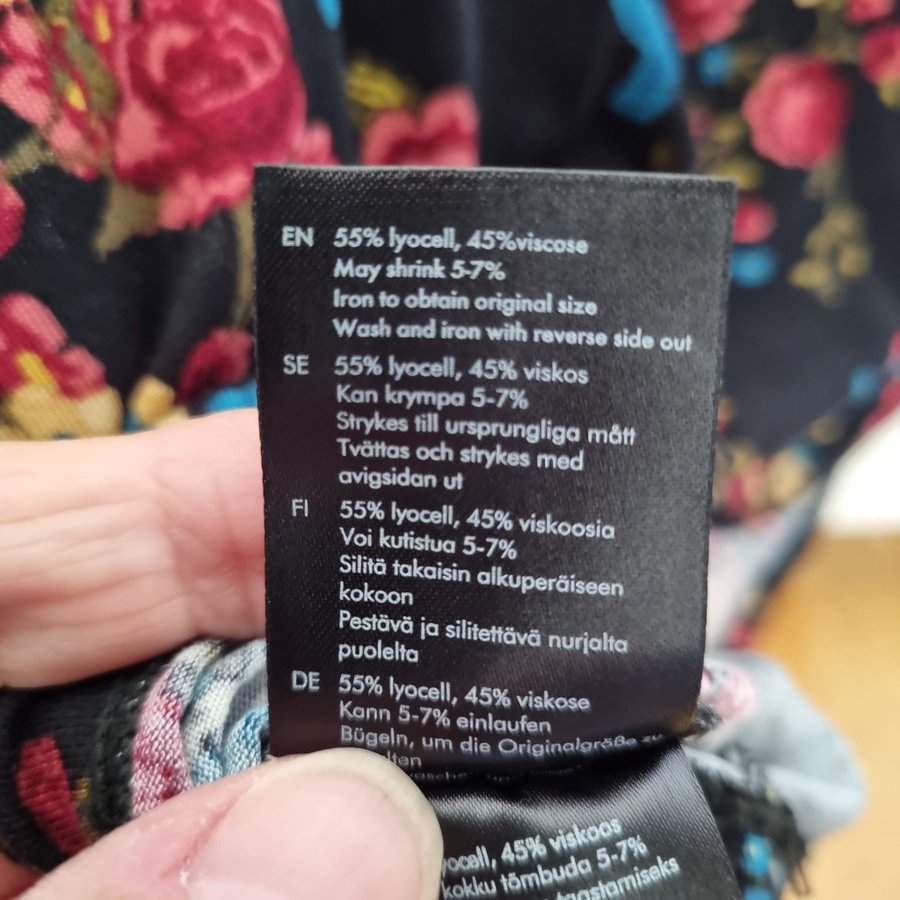 EN 55% lyocell, 45%viscose
May shrink 5-7%
Iron to obtain original size
Wash and iron with reverse side out
SE 55% lyocell, 45% viskos
Kan krympa 5-7%
Strykes till ursprungliga mått
Tvättas och strykes med
avigsidan ut
FI 55% lyocell, 45% viskoosia
Voi kutistua 5-7%
Silitä takaisin alkuperäiseen
kokoon
Pestävä ja silitettävä nurjalta
puolelta
DE 55% lyocell, 45% viskose
Kann 5-7% einlaufen
Bügeln, um die Originalgröße zu
45% viskoos
kokku tõmbuda 5-7%
taastamiseks